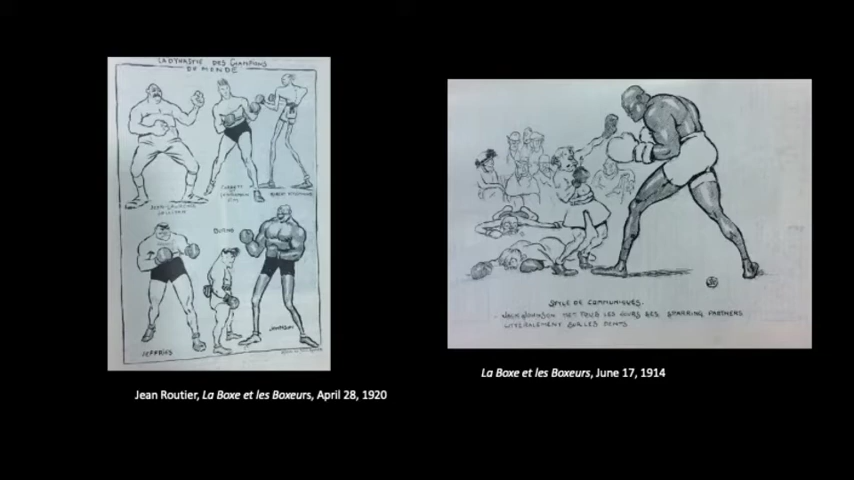 LA DYNASTIE DES CHAMPIONS
DE MONDE
CORBETT
BURNS
JEFFRIES
JOHNSON
Jean Routier, La Boxe et les Boxeurs, April 28, 1920
STYLE DE COMMUNIQUES.
JACK JOHNSON MET TOUS LES JOURS SES SPARRING PARTNERS
LITTERALEMENT SUR LES DENTS
La Boxe et les Boxeurs, June 17, 1914